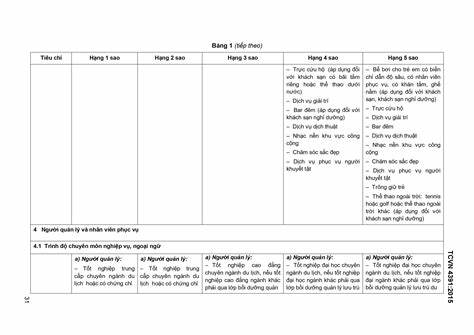 Bảng 1 (tiếp theo)
Tiêu chí
Hạng 1 sao
Hạng 2 sao
Hạng 3 sao
Hạng 4 sao
Hạng 5 sao
– Trực cứu hộ (áp dụng đối
với khách sạn có bãi tắm
riêng hoặc thể thao dưới
nước)
– Dịch vụ giải trí
– Bar đêm (áp dụng đối với
khách sạn nghỉ dưỡng)
– Dịch vụ dịch thuật
– Nhạc nền khu vực công
cộng
– Chăm sóc sắc đẹp
– Dịch vụ phục vụ người
khuyết tật
– Bể bơi cho trẻ em có biển
chỉ dẫn độ sâu, có nhân viên
phục vụ, có khăn tắm, ghế
nằm (áp dụng đối với khách
sạn, khách sạn nghỉ dưỡng)
– Trực cứu hộ
– Dịch vụ giải trí
– Bar đêm
– Dịch vụ dịch thuật
– Nhạc nền khu vực công
cộng
– Chăm sóc sắc đẹp
– Dịch vụ phục vụ người
khuyết tật
– Trông giữ trẻ
– Thể thao ngoài trời: tennis
hoặc golf hoặc thể thao ngoài
trời khác (áp dụng đối với
khách sạn nghỉ dưỡng)
4 Người quản lý và nhân viên phục vụ
4.1 Trình độ chuyên môn nghiệp vụ, ngoại ngữ
a) Người quản lý:
– Tốt nghiệp trung
cấp chuyên ngành du
lịch hoặc có chứng chỉ
a) Người quản lý:
– Tốt nghiệp trung
cấp chuyên ngành du
lịch hoặc có chứng chỉ
a) Người quản lý:
– Tốt nghiệp cao đẳng
chuyên ngành du lịch, nếu tốt
nghiệp cao đẳng ngành khác
phải qua lớp bồi dưỡng quản
a) Người quản lý:
– Tốt nghiệp đại học chuyên
ngành du lịch, nếu tốt nghiệp
đại học ngành khác phải qua
lớp bồi dưỡng quản lý lưu trú
a) Người quản lý:
– Tốt nghiệp đại học chuyên
ngành du lịch, nếu tốt nghiệp
đại học ngành khác phải qua
lớp bồi dưỡng quản lý lưu trú du
TCVN 4391:2015
31